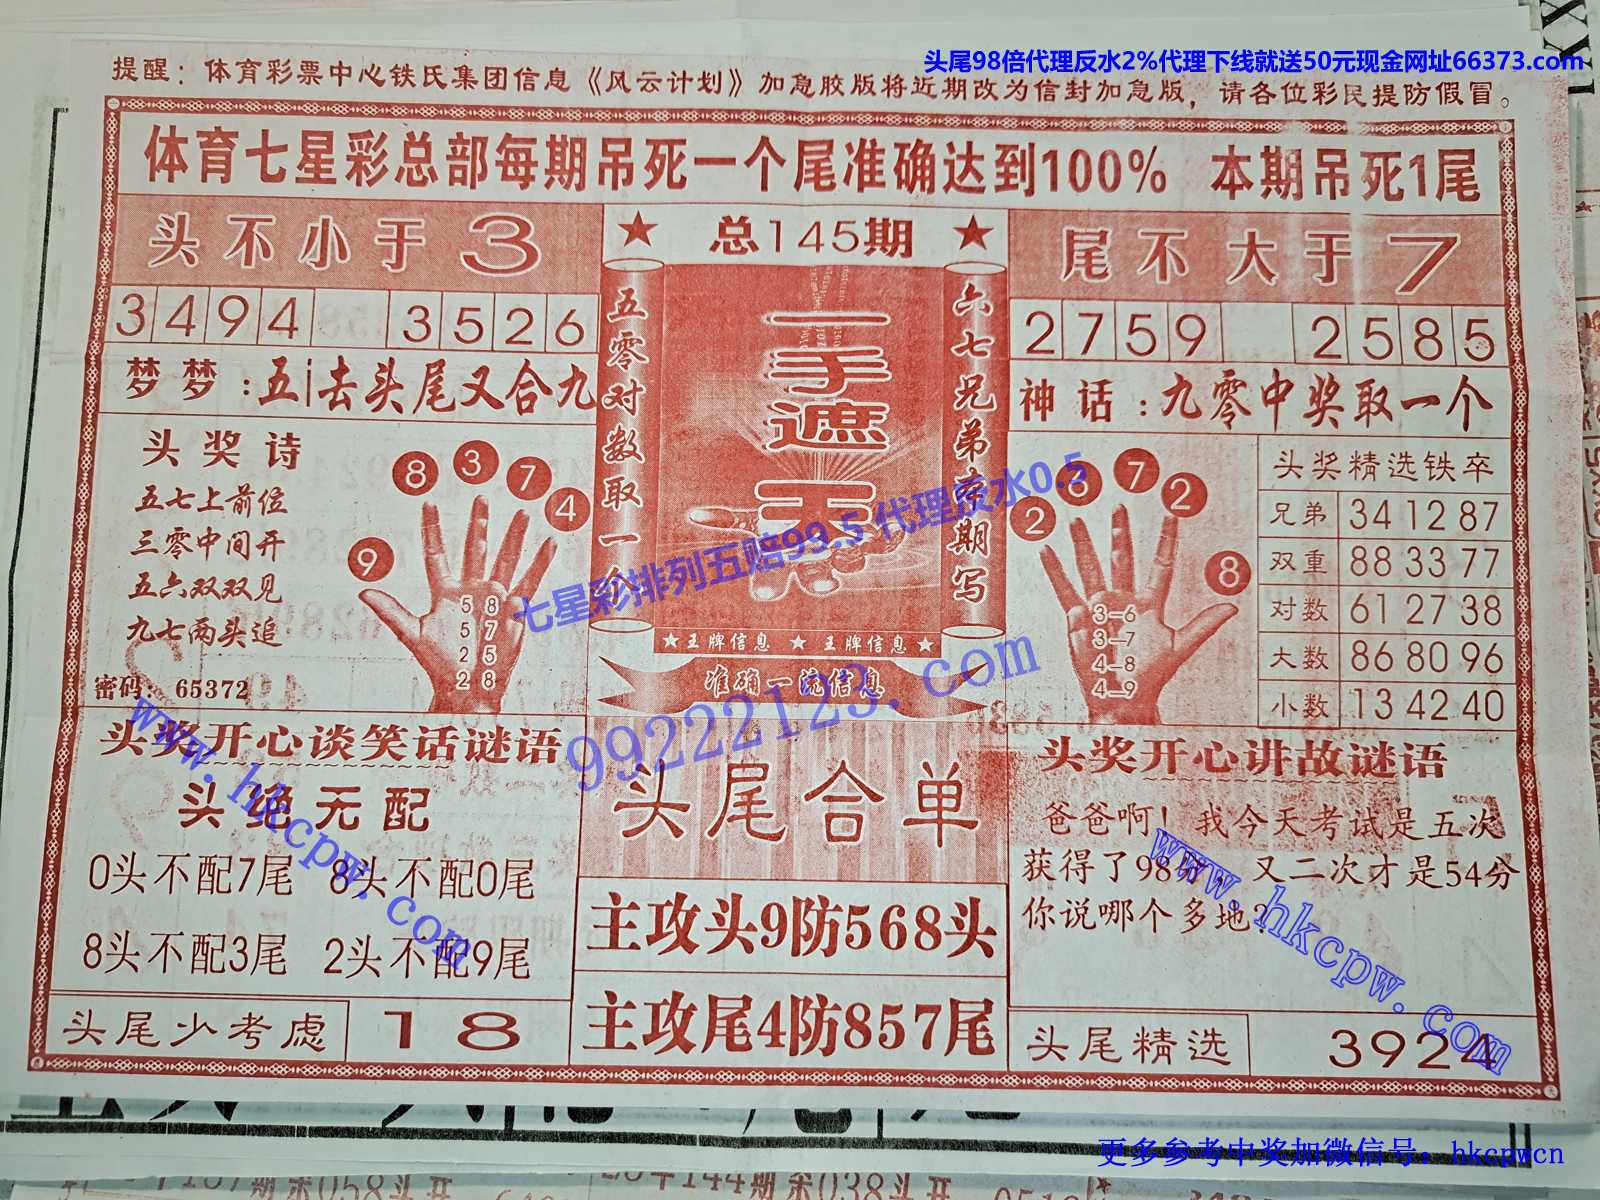 头尾98倍代理反水2%代理下线就送50元现金网址66373.com
提醒：体育彩票中心铁氏集团信息《风云计划》加急胶版将近期改为信封加急版，请各位彩民提防假冒。
体育七星彩总部每期吊死一个尾准确达到100% 本期吊死1尾
头不小于3
3494 3526
梦梦：五i去头尾又合九
头奖诗
五七上前位
三零中间开
五六双双见
九七两头追
密码：65372
9 8 3 7 4
5 8
5 7
2 5
2 8
★ 总145期 ★
五零对数取一个
一手遮天
六七兄弟本期写
★王牌信息 ★ 王牌信息★
准确一流信息
尾不大于7
2759 2585
神话：九零中奖取一个
2 6 7 2 8
3-6
3-7
4-8
4-9
头奖精选铁卒
兄弟 34 12 87
双重 88 33 77
对数 61 27 38
大数 86 80 96
小数 13 42 40
头奖开心谈笑话谜语
头绝无配
0头不配7尾 8头不配0尾
8头不配3尾 2头不配9尾
头尾少考虑 18
头尾合单
主攻头9防568头
主攻尾4防857尾
头奖开心讲故谜语
爸爸啊！我今天考试是五次
获得了98分，又二次才是54分
你说哪个多地？
头尾精选 3924
七星彩排列五赔99.5 代理反水0.5
99222123.com
www.hkcpw.com
www.hkcpw.com
更多参考中奖加微信号：hkcpwcn